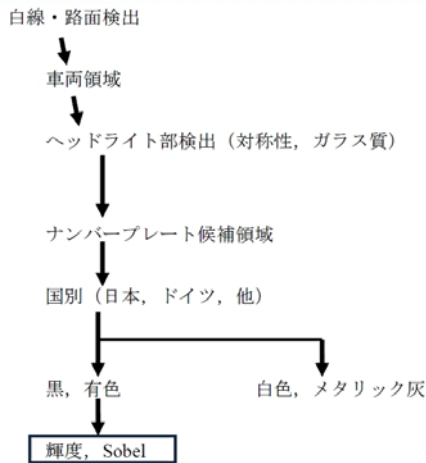 白線・路面検出
車両領域
ヘッドライト部検出（対称性，ガラス質）
ナンバープレート候補領域
国別（日本，ドイツ，他）
黒，有色
白色，メタリック灰
輝度，Sobel